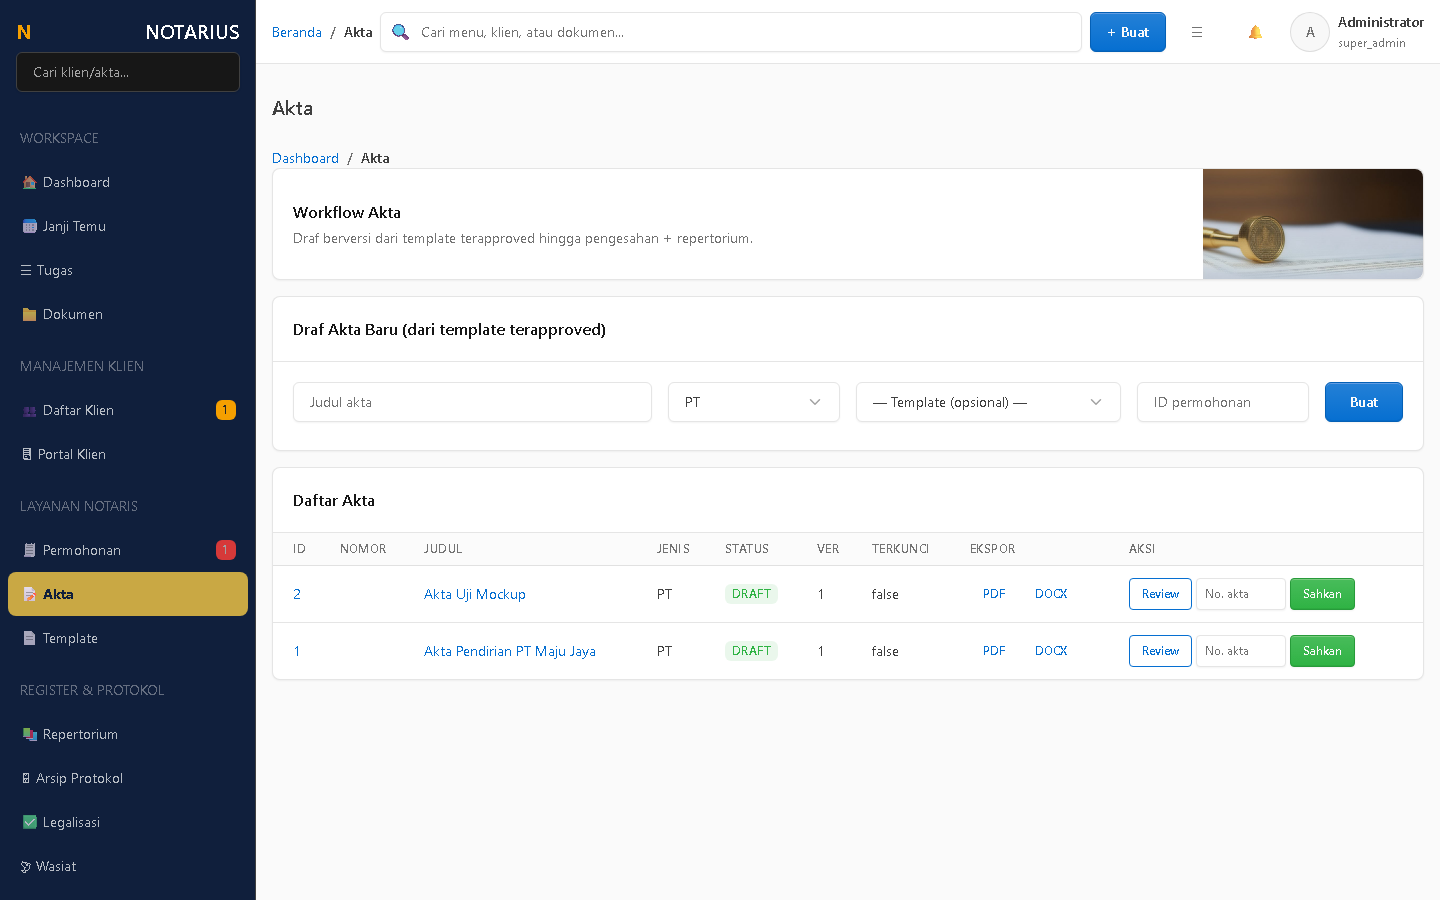 N NOTARIUS
Cari klien/akta...
WORKSPACE
Dashboard
Janji Temu
Tugas
Dokumen
MANAJEMEN KLIEN
Daftar Klien 1
Portal Klien
LAYANAN NOTARIS
Permohonan 1
Akta
Template
REGISTER & PROTOKOL
Repertorium
Arsip Protokol
Legalisasi
Wasiat
Beranda / Akta
Cari menu, klien, atau dokumen...
+ Buat
A
Administrator
super_admin
Akta
Dashboard / Akta
Workflow Akta
Draf berversi dari template terapproved hingga pengesahan + repertorium.
Draf Akta Baru (dari template terapproved)
Judul akta PT — Template (opsional) — ID permohonan Buat
Daftar Akta
ID NOMOR JUDUL JENIS STATUS VER TERKUNCI EKSPOR AKSI
2 Akta Uji Mockup PT DRAFT 1 false PDF DOCX Review No. akta Sahkan
1 Akta Pendirian PT Maju Jaya PT DRAFT 1 false PDF DOCX Review No. akta Sahkan